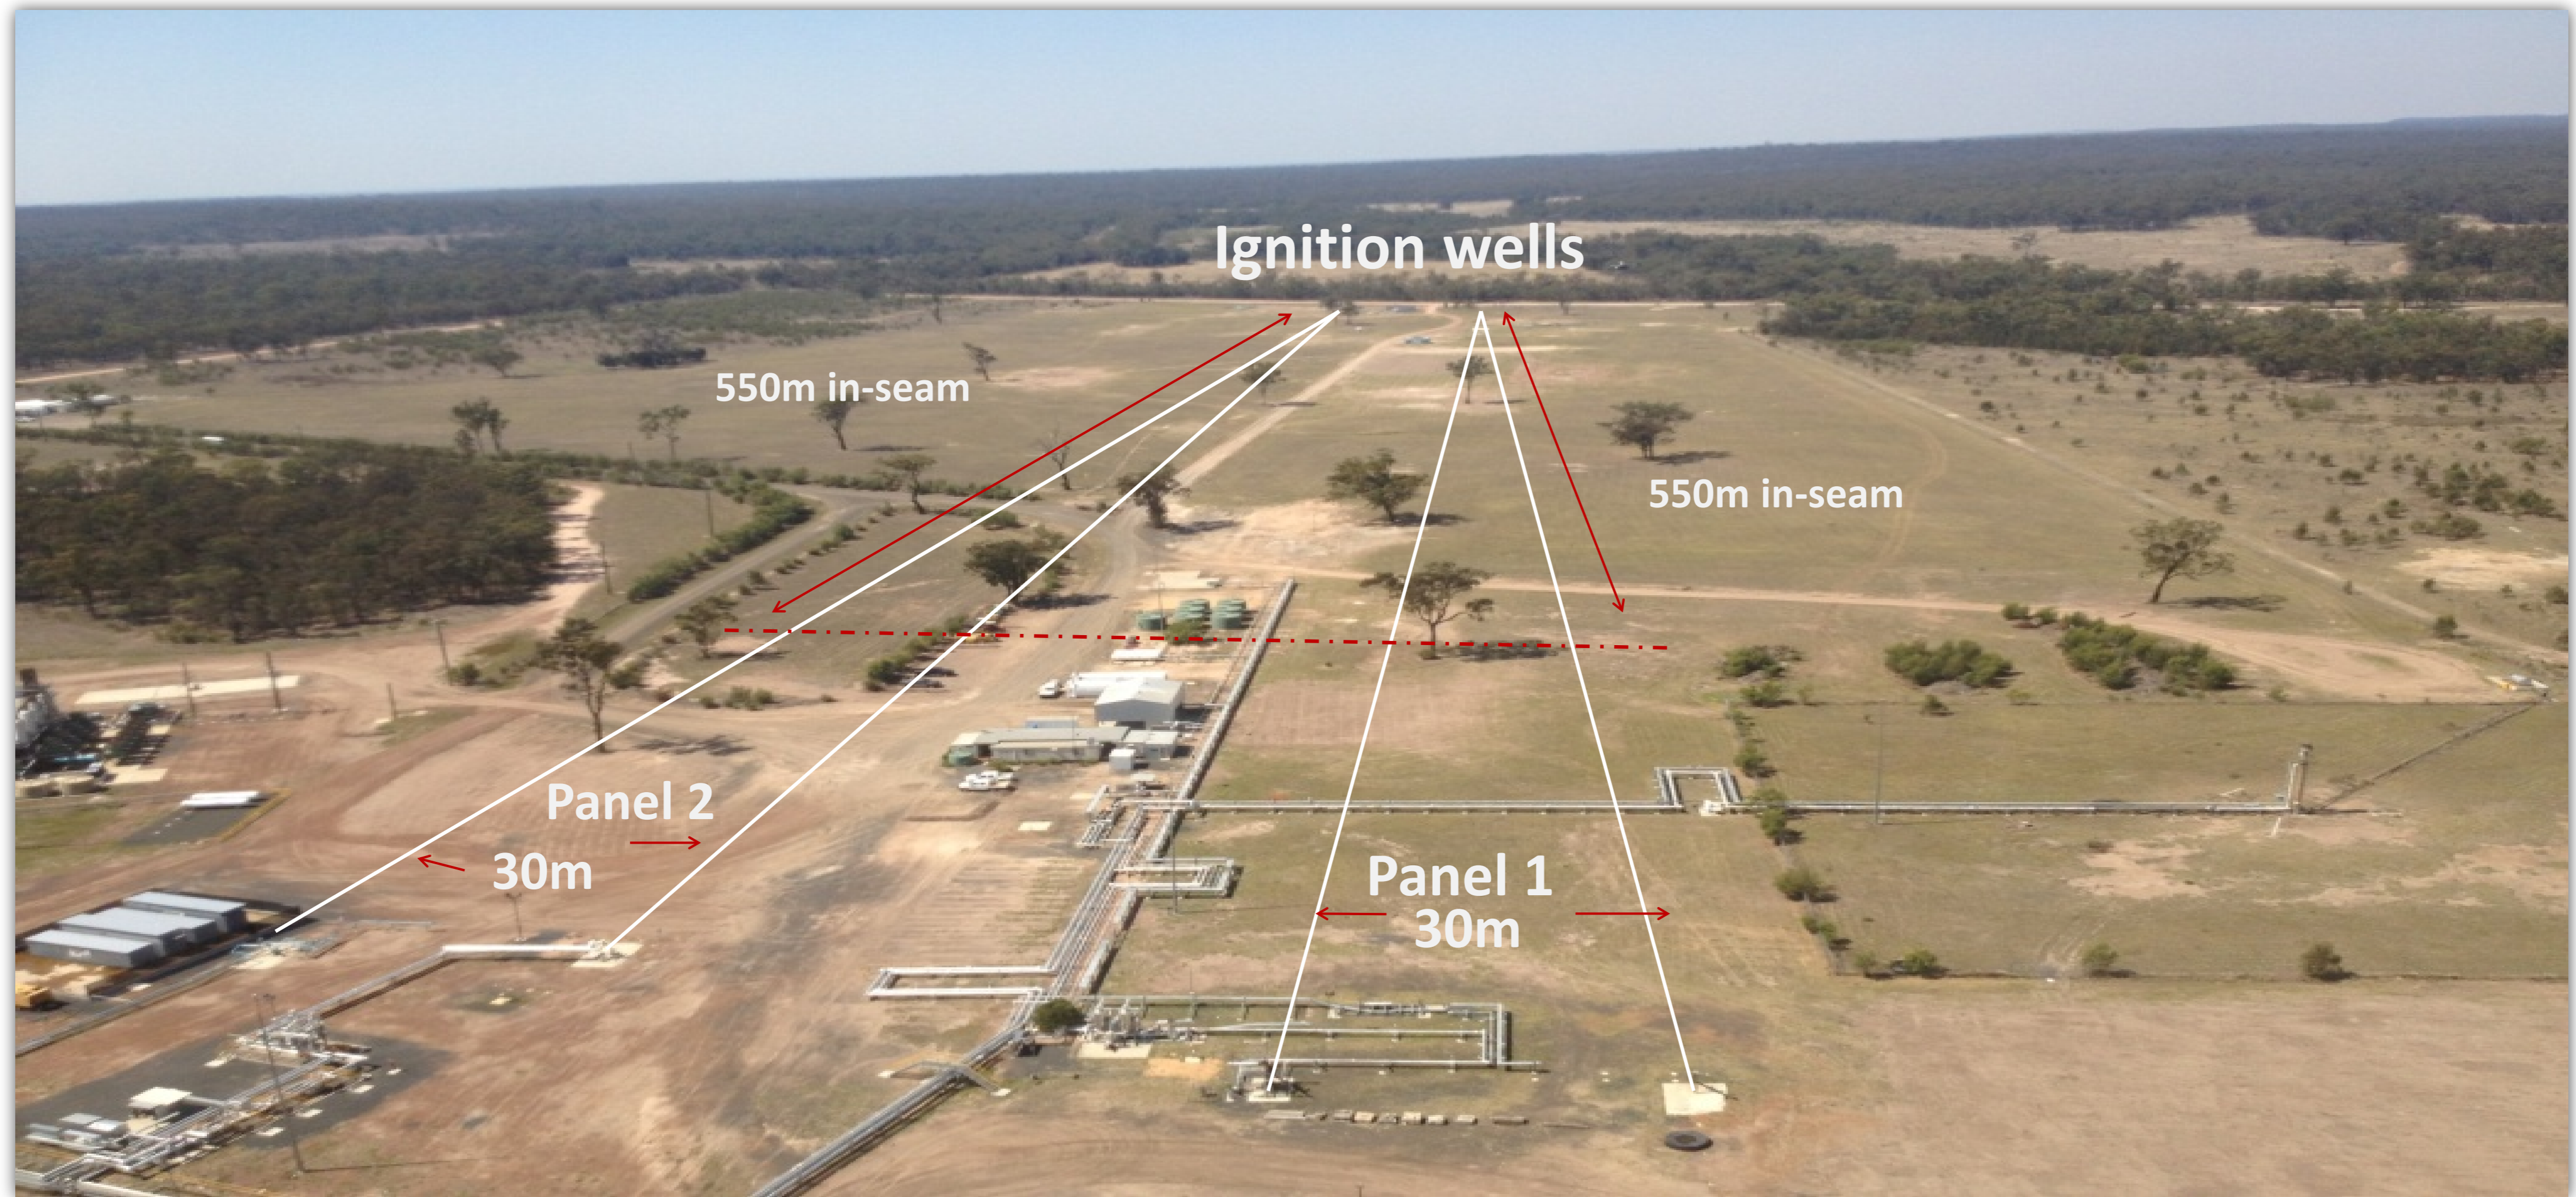 Ignition wells
550m in-seam
550m in-seam
Panel 2
30m
Panel 1
30m